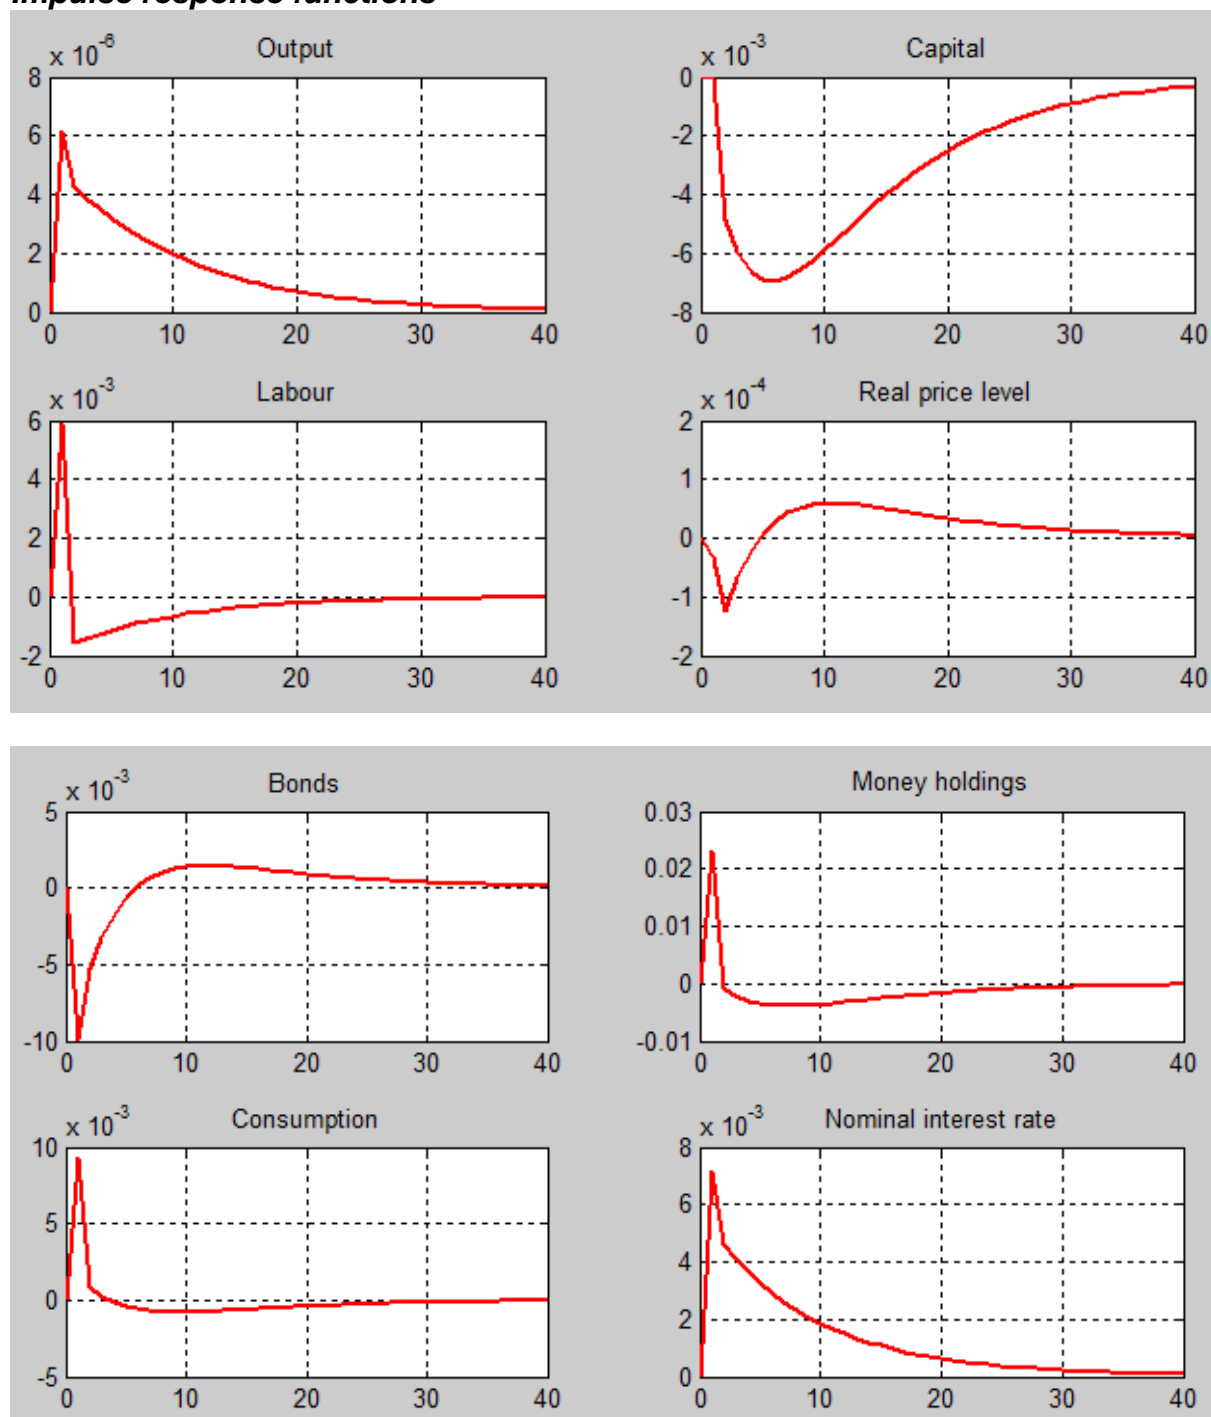 Impulse response functions
x 10^-6 Output
8
6
4
2
0
0 10 20 30 40
x 10^-3 Capital
0
-2
-4
-6
-8
0 10 20 30 40
x 10^-3 Labour
6
4
2
0
-2
0 10 20 30 40
x 10^-4 Real price level
2
1
0
-1
-2
0 10 20 30 40
x 10^-3 Bonds
5
0
-5
-10
0 10 20 30 40
Money holdings
0.03
0.02
0.01
0
-0.01
0 10 20 30 40
x 10^-3 Consumption
10
5
0
-5
0 10 20 30 40
x 10^-3 Nominal interest rate
8
6
4
2
0
0 10 20 30 40